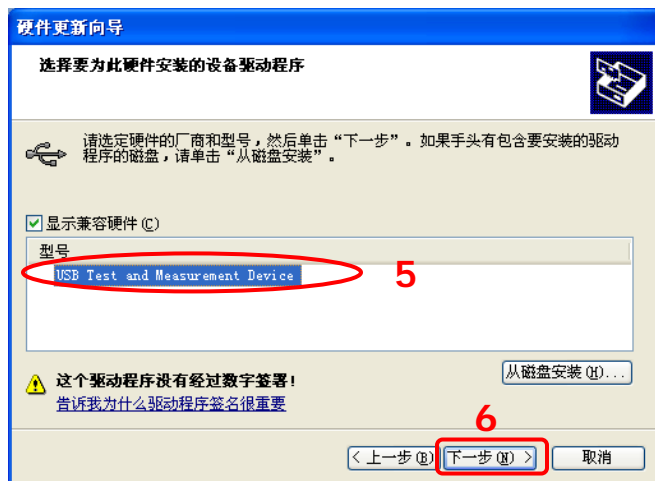 硬件更新向导
选择要为此硬件安装的设备驱动程序
请选定硬件的厂商和型号，然后单击“下一步”。如果手头有包含要安装的驱动
程序的磁盘，请单击“从磁盘安装”。
显示兼容硬件(C)
型号
USB Test and Measurement Device
5
这个驱动程序没有经过数字签署!
从磁盘安装(H)...
告诉我为什么驱动程序签名很重要
6
< 上一步(B)
下一步(N) >
取消